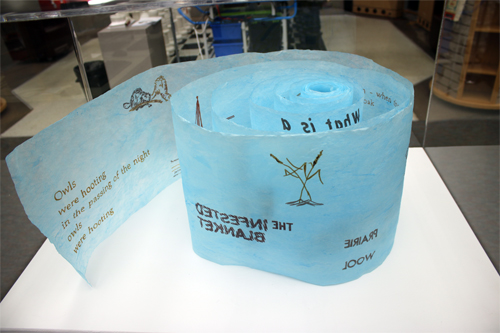 Owls
were hooting
in the passing of the night
owls
were hooting
What is a
THE INFESTED
BLANKET
PRAIRIE
WOOL